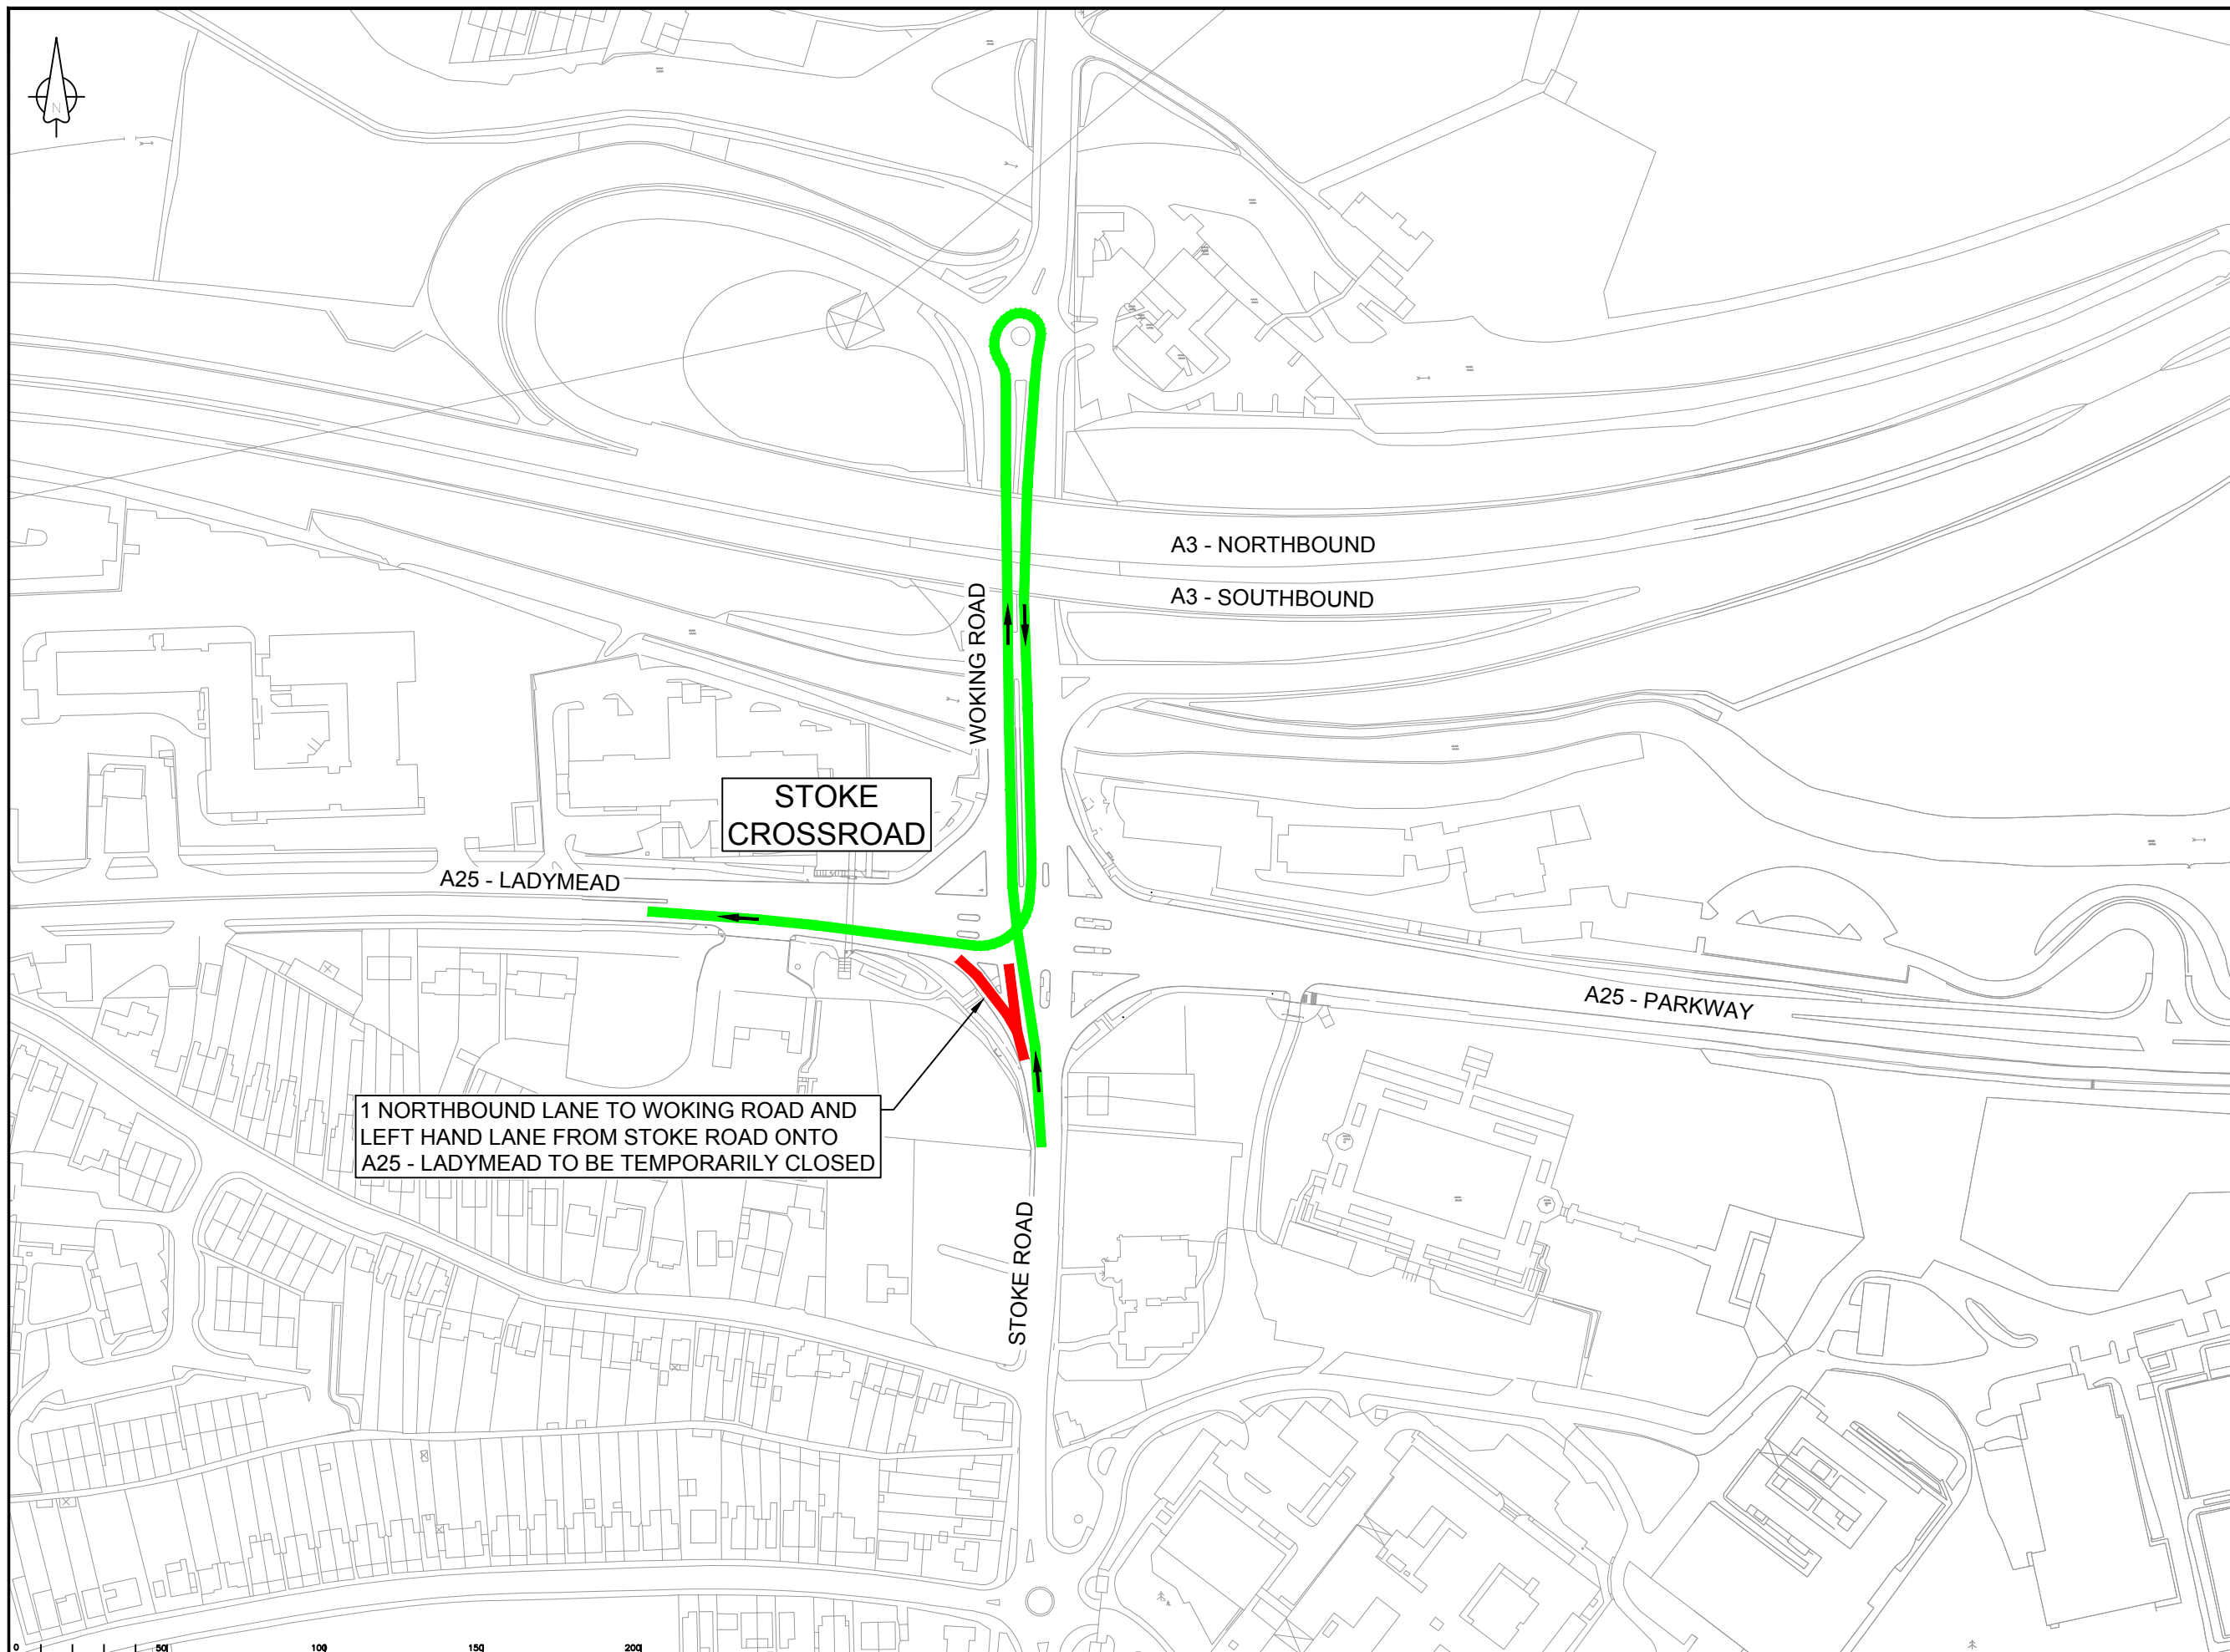 N
A3 - NORTHBOUND
A3 - SOUTHBOUND
WOKING ROAD
STOKE
CROSSROAD
A25 - LADYMEAD
A25 - PARKWAY
1 NORTHBOUND LANE TO WOKING ROAD AND
LEFT HAND LANE FROM STOKE ROAD ONTO
A25 - LADYMEAD TO BE TEMPORARILY CLOSED
STOKE ROAD
0 50 100 150 200